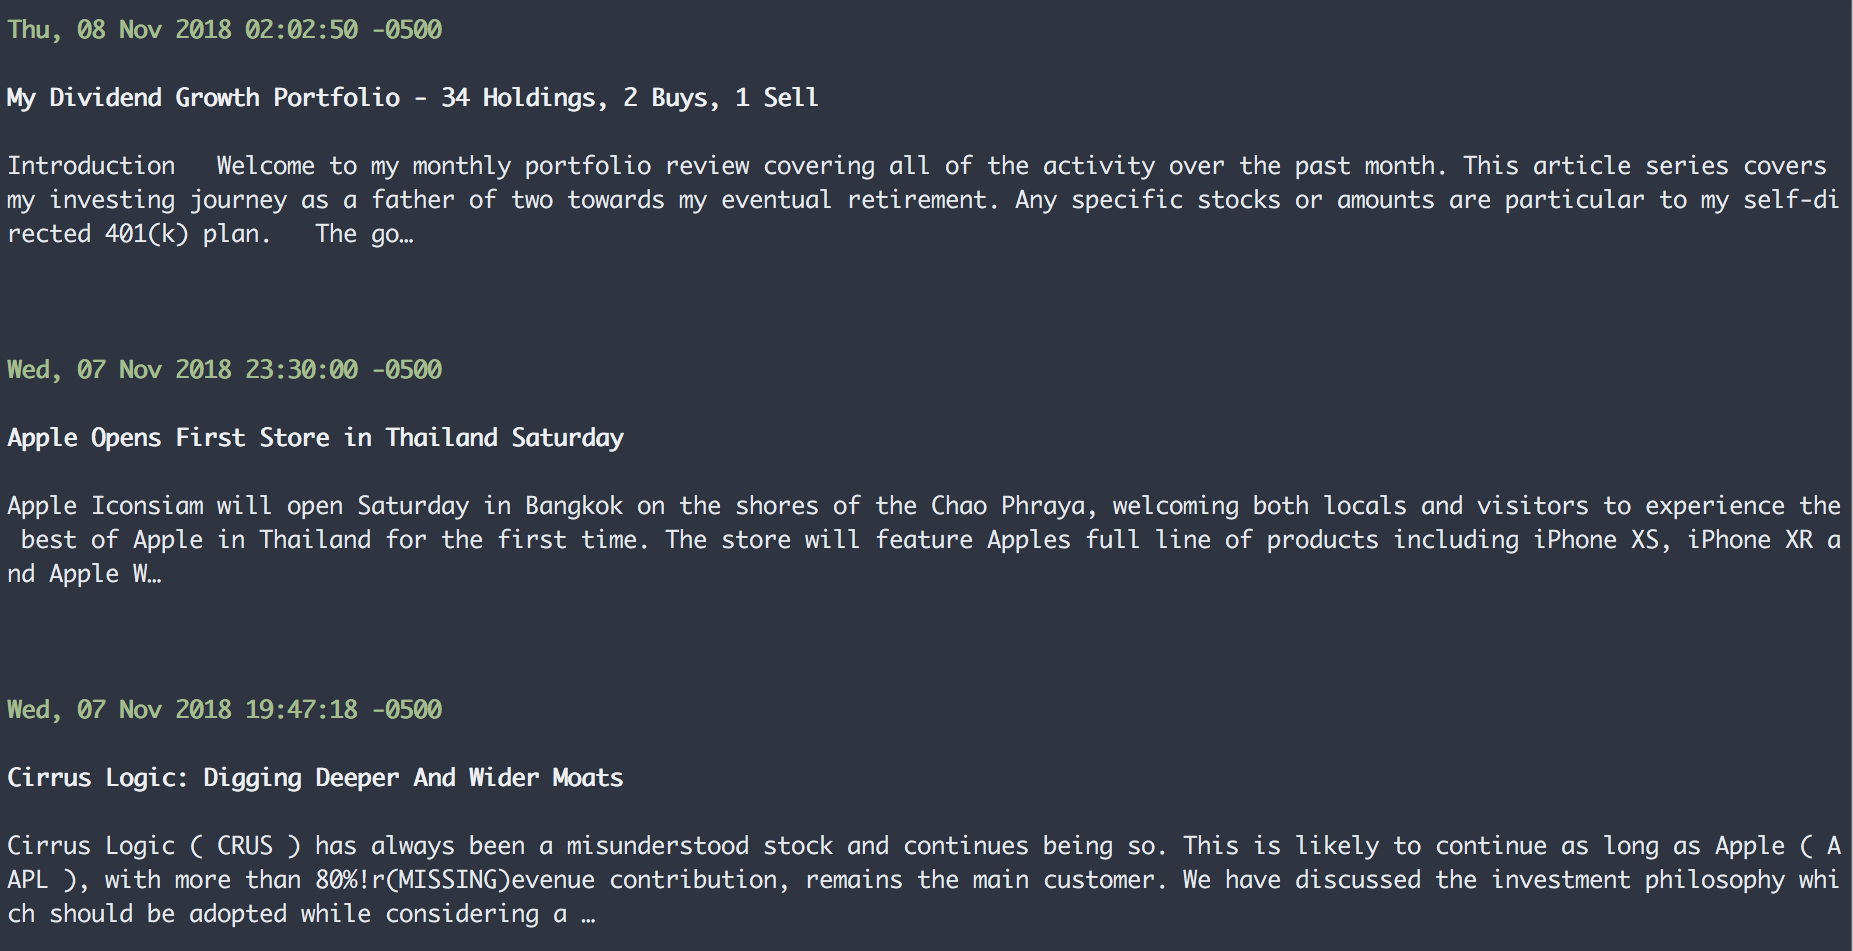 Thu, 08 Nov 2018 02:02:50 -0500
My Dividend Growth Portfolio - 34 Holdings, 2 Buys, 1 Sell
Introduction   Welcome to my monthly portfolio review covering all of the activity over the past month. This article series covers
my investing journey as a father of two towards my eventual retirement. Any specific stocks or amounts are particular to my self-di
rected 401(k) plan.   The go…
Wed, 07 Nov 2018 23:30:00 -0500
Apple Opens First Store in Thailand Saturday
Apple Iconsiam will open Saturday in Bangkok on the shores of the Chao Phraya, welcoming both locals and visitors to experience the
 best of Apple in Thailand for the first time. The store will feature Apples full line of products including iPhone XS, iPhone XR a
nd Apple W…
Wed, 07 Nov 2018 19:47:18 -0500
Cirrus Logic: Digging Deeper And Wider Moats
Cirrus Logic ( CRUS ) has always been a misunderstood stock and continues being so. This is likely to continue as long as Apple ( A
APL ), with more than 80%!r(MISSING)evenue contribution, remains the main customer. We have discussed the investment philosophy whi
ch should be adopted while considering a …